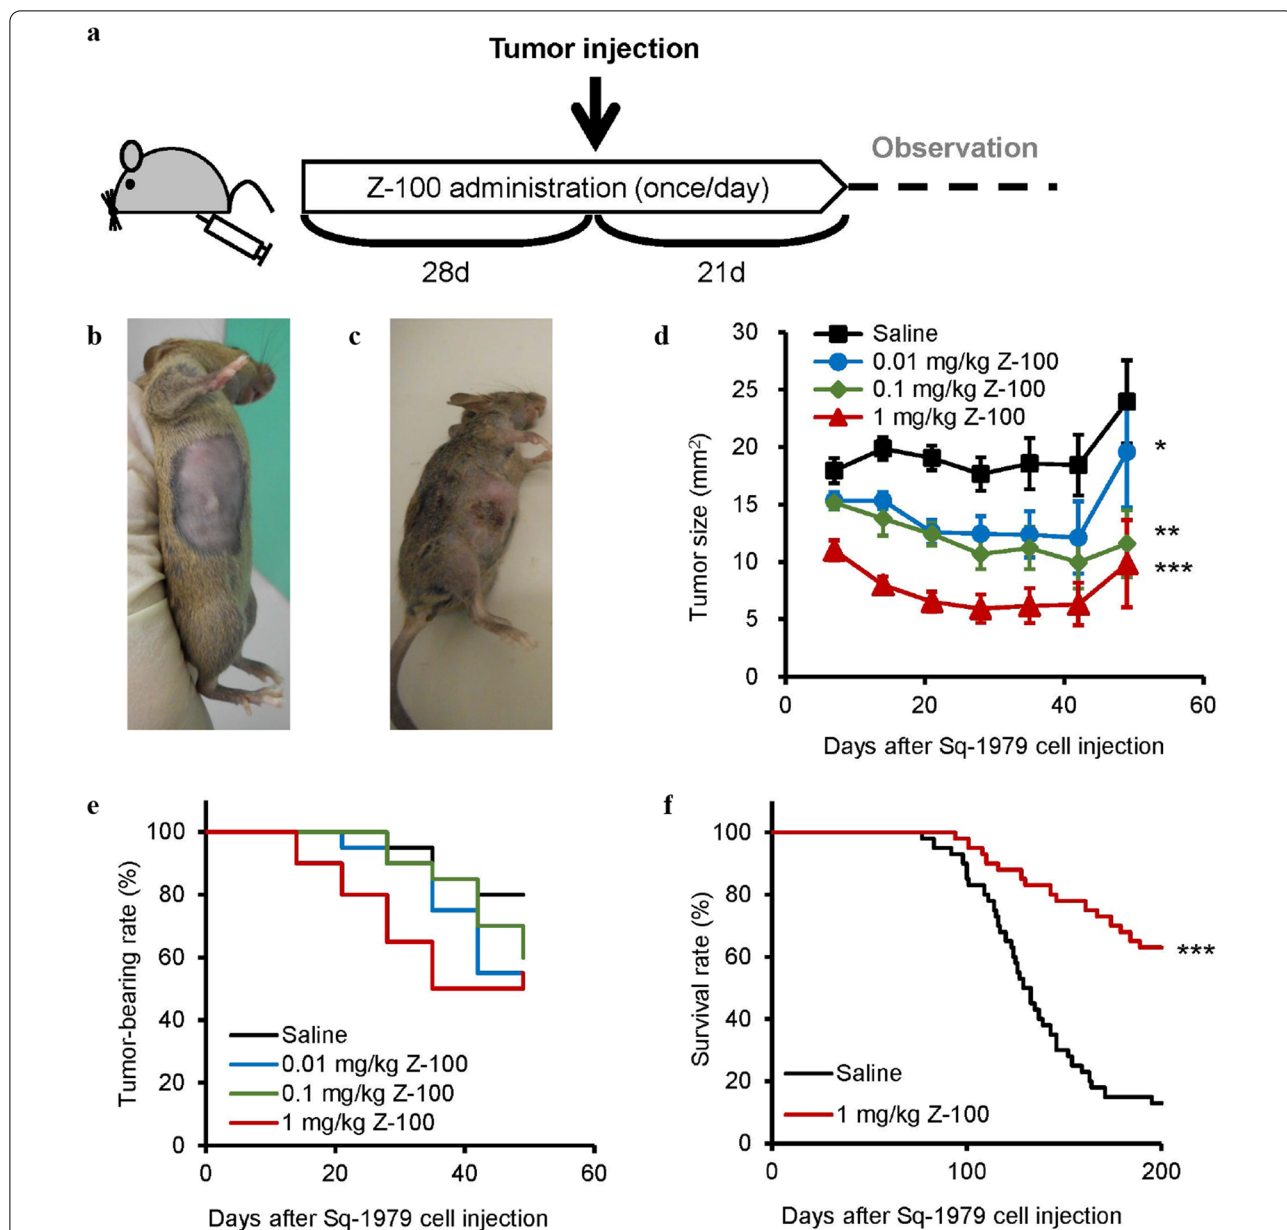 a
Tumor injection
Observation
Z-100 administration (once/day)
28d
21d
b
c
d
30
25
20
15
10
5
0
Tumor size (mm²)
Saline
0.01 mg/kg Z-100
0.1 mg/kg Z-100
1 mg/kg Z-100
*
**
***
0
20
40
60
Days after Sq-1979 cell injection
e
100
80
60
40
20
0
Tumor-bearing rate (%)
Saline
0.01 mg/kg Z-100
0.1 mg/kg Z-100
1 mg/kg Z-100
0
20
40
60
Days after Sq-1979 cell injection
f
100
80
60
40
20
0
Survival rate (%)
***
Saline
1 mg/kg Z-100
0
100
200
Days after Sq-1979 cell injection